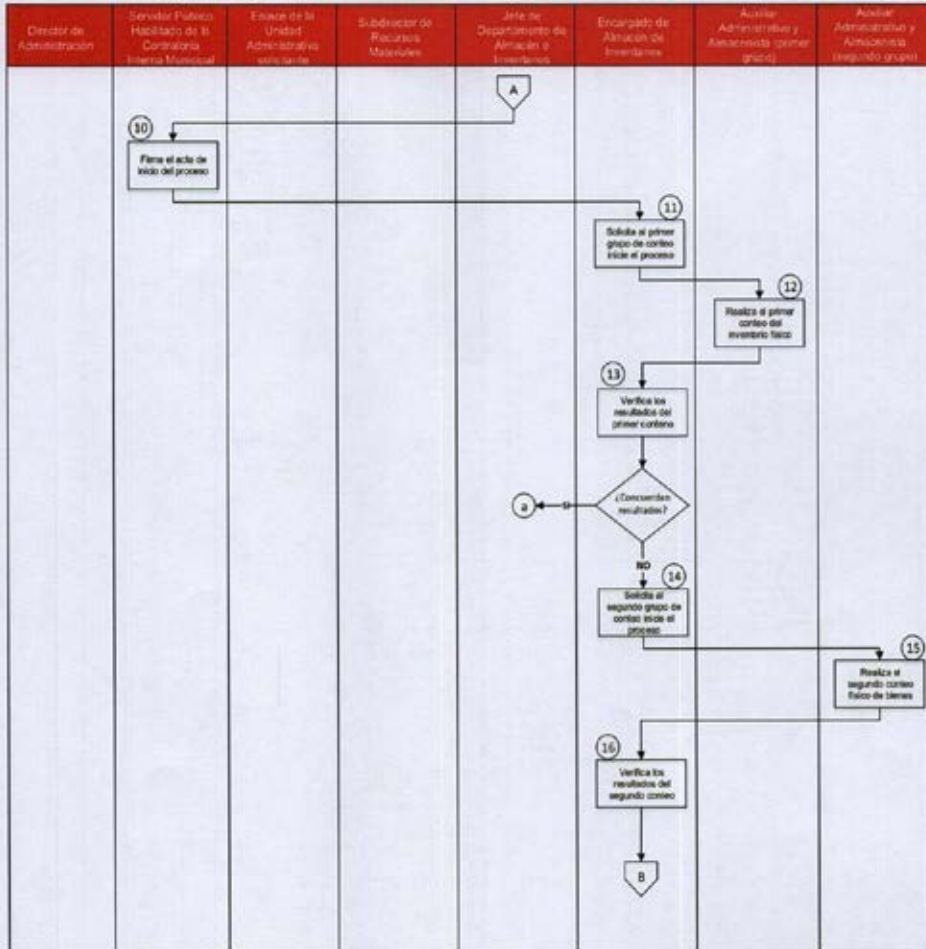 Director de
Administración
Servidor Público
Habilitado de la
Contraloría
Interna Municipal
Enlace de la
Unidad
Administrativa
solicitante
Subdirector de
Recursos
Materiales
Jefe de
Departamento de
Almacén e
Inventarios
Encargado de
Almacén de
Inventarios
Auxiliar
Administrativo y
Almacenista (primer
grupo)
Auxiliar
Administrativo y
Almacenista
(segundo grupo)
A
10
Firma el acta de
inicio del proceso
11
Solicita al primer
grupo de conteo
inicie el proceso
12
Realiza el primer
conteo del
inventario físico
13
Verifica los
resultados del
primer conteno
¿Concuerdan
resultados?
SI
a
NO
14
Solicita al
segundo grupo de
conteo inicie el
proceso
15
Realiza el
segundo conteo
físico de bienes
16
Verifica los
resultados del
segundo conteo
B